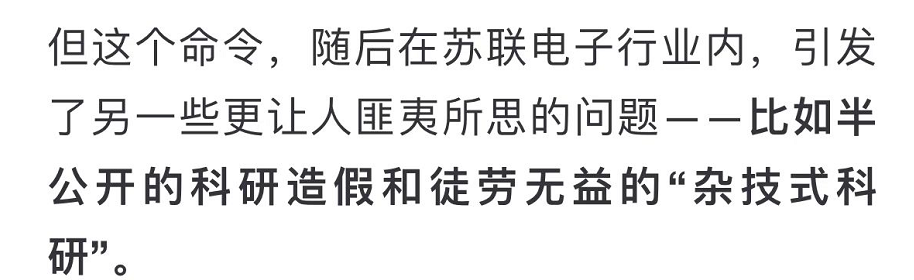 但这个命令，随后在苏联电子行业内，引发
了另一些更让人匪夷所思的问题——比如半
公开的科研造假和徒劳无益的“杂技式科
研”。